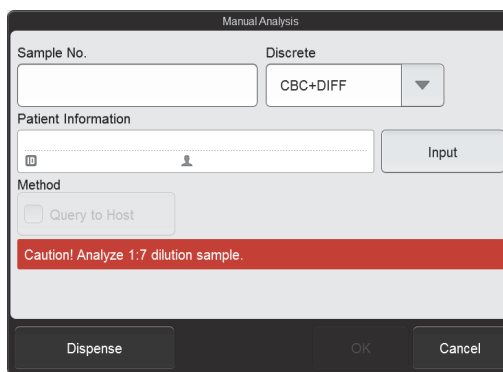 Manual Analysis
Sample No.
Discrete
CBC+DIFF
Patient Information
ID
Input
Method
Query to Host
Caution! Analyze 1:7 dilution sample.
Dispense
OK
Cancel